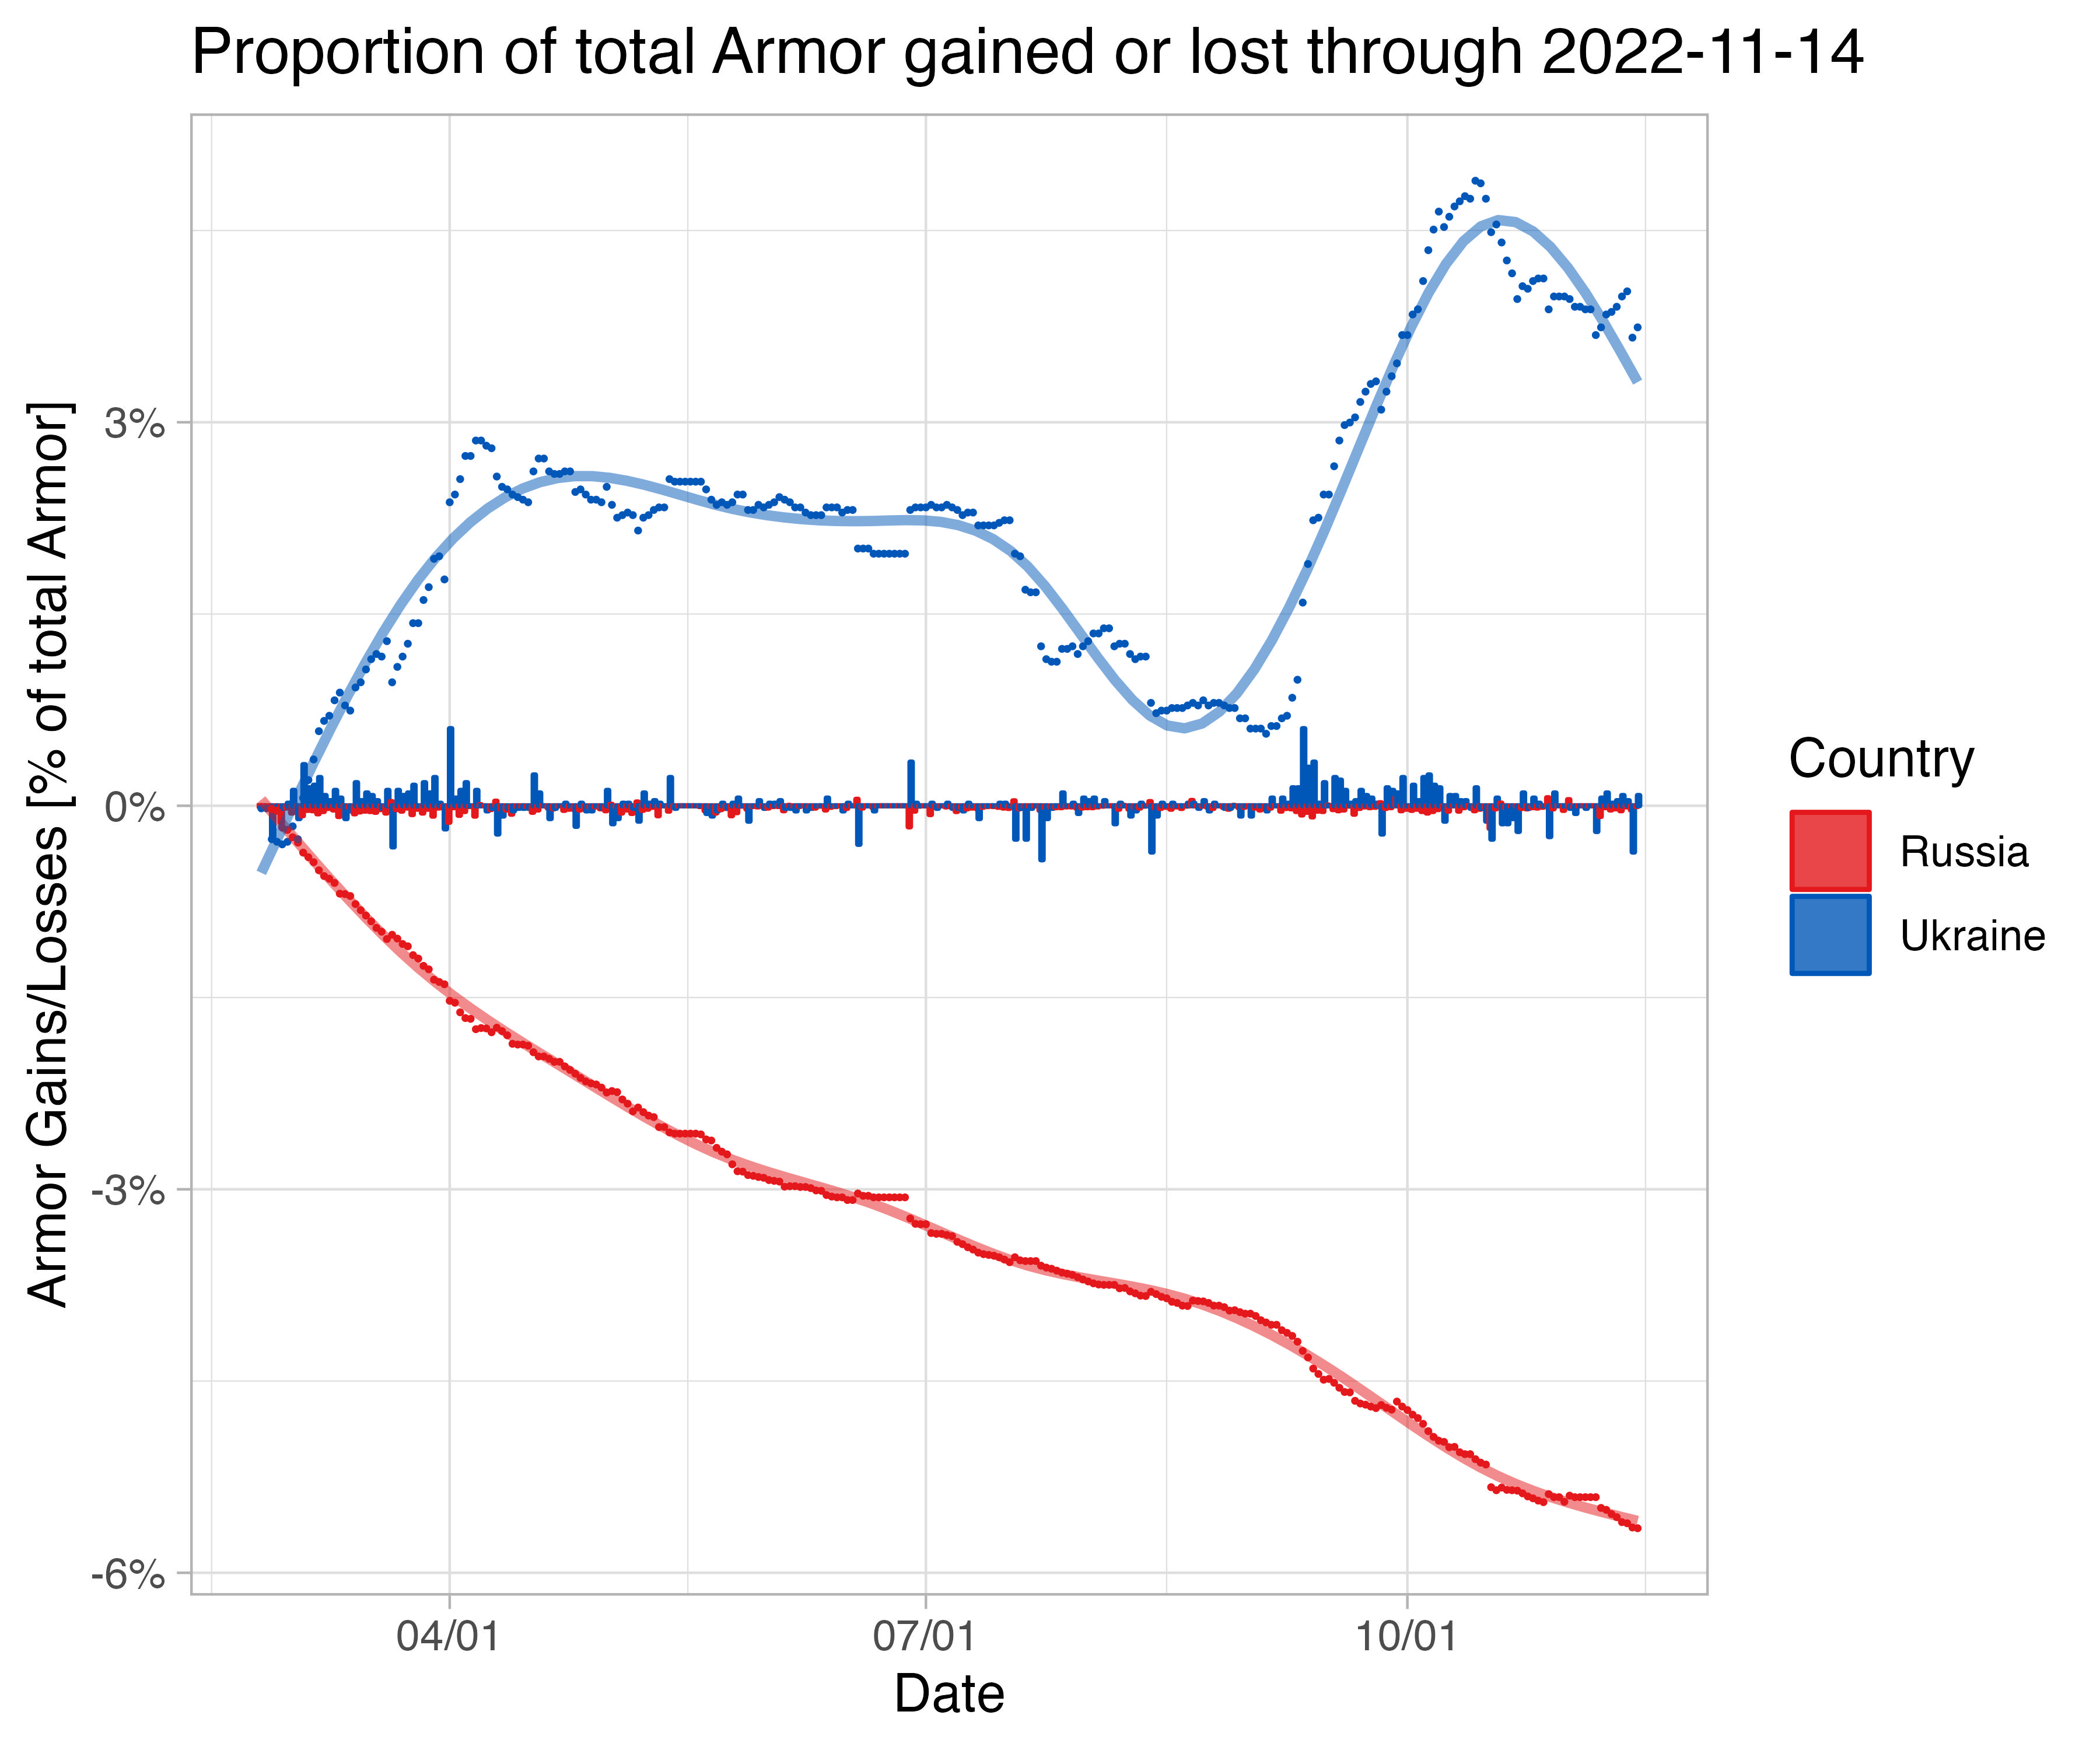 Proportion of total Armor gained or lost through 2022-11-14
Armor Gains/Losses [% of total Armor]
3%
0%
-3%
-6%
04/01
07/01
10/01
Date
Country
Russia
Ukraine